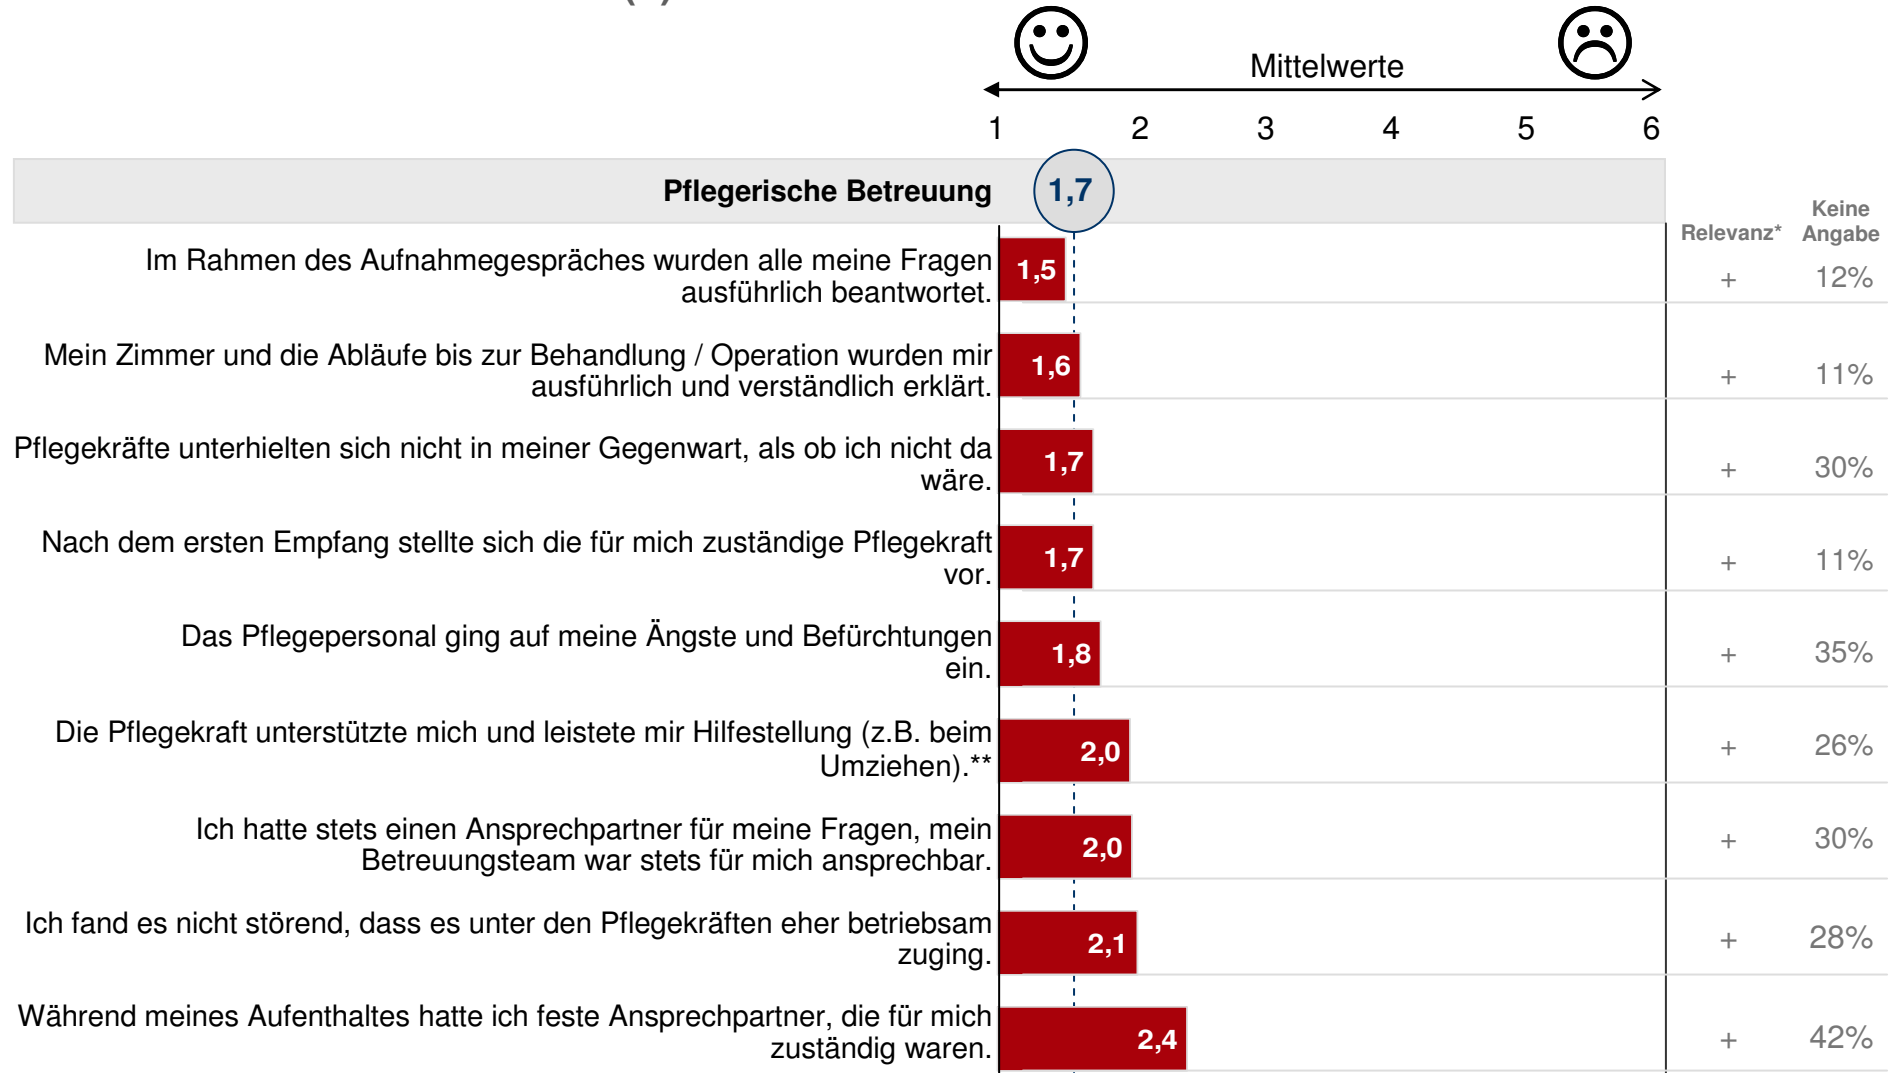 Mittelwerte
1 2 3 4 5 6
Pflegerische Betreuung 1,7
Relevanz* Keine
Angabe
Im Rahmen des Aufnahmegespräches wurden alle meine Fragen
ausführlich beantwortet.
1,5 + 12%
Mein Zimmer und die Abläufe bis zur Behandlung / Operation wurden mir
ausführlich und verständlich erklärt.
1,6 + 11%
Pflegekräfte unterhielten sich nicht in meiner Gegenwart, als ob ich nicht da
wäre.
1,7 + 30%
Nach dem ersten Empfang stellte sich die für mich zuständige Pflegekraft
vor.
1,7 + 11%
Das Pflegepersonal ging auf meine Ängste und Befürchtungen
ein.
1,8 + 35%
Die Pflegekraft unterstützte mich und leistete mir Hilfestellung (z.B. beim
Umziehen).**
2,0 + 26%
Ich hatte stets einen Ansprechpartner für meine Fragen, mein
Betreuungsteam war stets für mich ansprechbar.
2,0 + 30%
Ich fand es nicht störend, dass es unter den Pflegekräften eher betriebsam
zuging.
2,1 + 28%
Während meines Aufenthaltes hatte ich feste Ansprechpartner, die für mich
zuständig waren.
2,4 + 42%